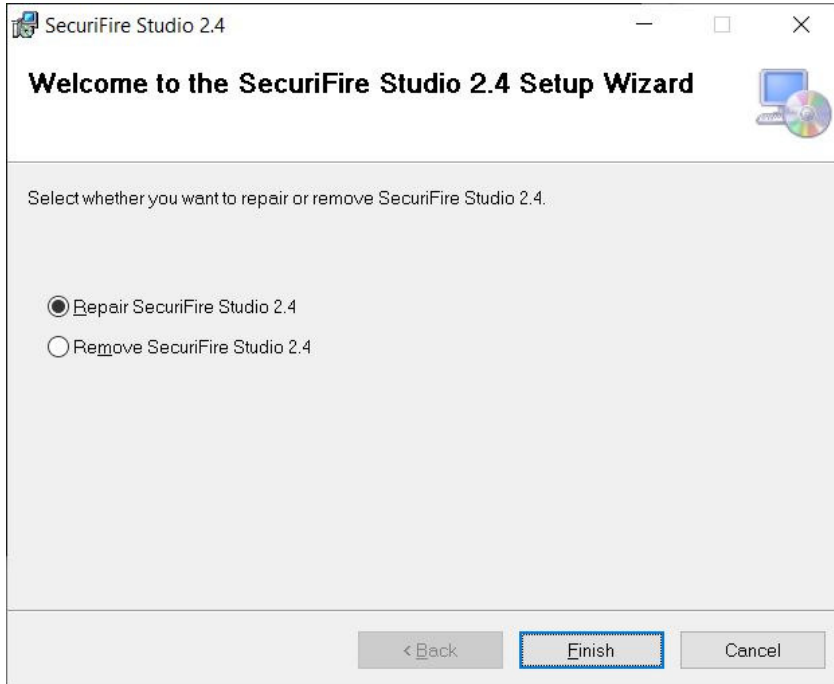 SecuriFire Studio 2.4
Welcome to the SecuriFire Studio 2.4 Setup Wizard
Select whether you want to repair or remove SecuriFire Studio 2.4.
Repair SecuriFire Studio 2.4
Remove SecuriFire Studio 2.4
< Back Finish Cancel